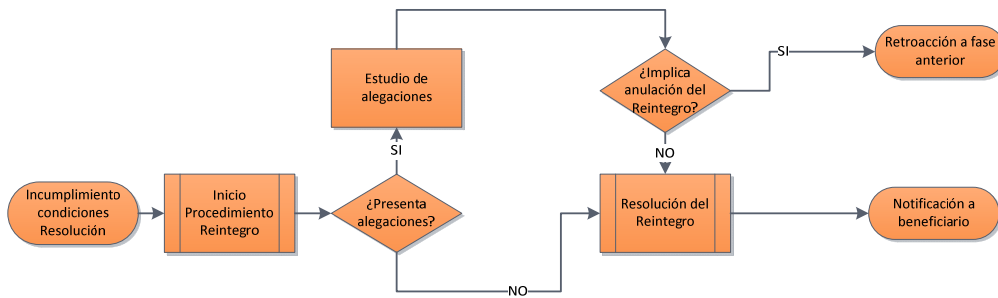 Incumplimiento
condiciones
Resolución
Inicio
Procedimiento
Reintegro
¿Presenta
alegaciones?
SI
Estudio de
alegaciones
¿Implica
anulación del
Reintegro?
SI
Retroacción a fase
anterior
NO
NO
Resolución del
Reintegro
Notificación a
beneficiario